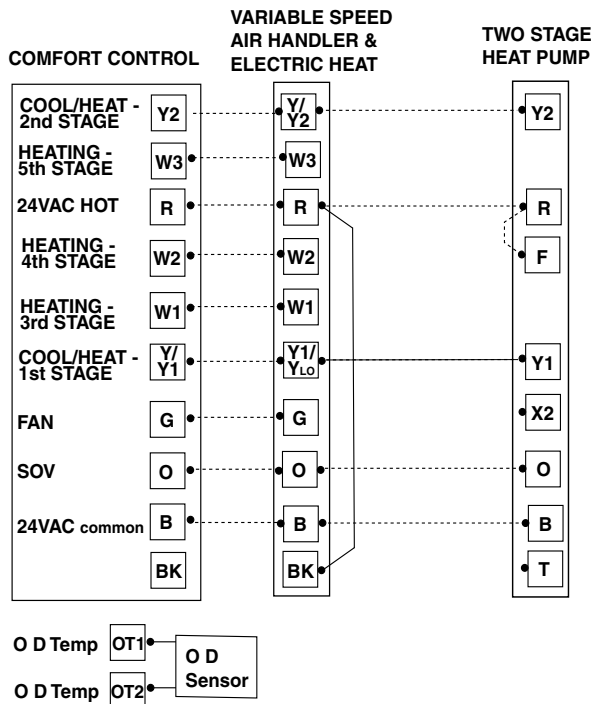 VARIABLE SPEED
AIR HANDLER &
ELECTRIC HEAT
TWO STAGE
HEAT PUMP
COMFORT CONTROL
COOL/HEAT -
2nd STAGE
Y2
Y/
Y2
Y2
HEATING -
5th STAGE
W3
W3
24VAC HOT
R
R
R
HEATING -
4th STAGE
W2
W2
F
HEATING -
3rd STAGE
W1
W1
COOL/HEAT -
1st STAGE
Y/
Y1
Y1/
YLO
Y1
FAN
G
G
X2
SOV
O
O
O
24VAC common
B
B
B
BK
BK
T
O D Temp
OT1
O D
Sensor
O D Temp
OT2